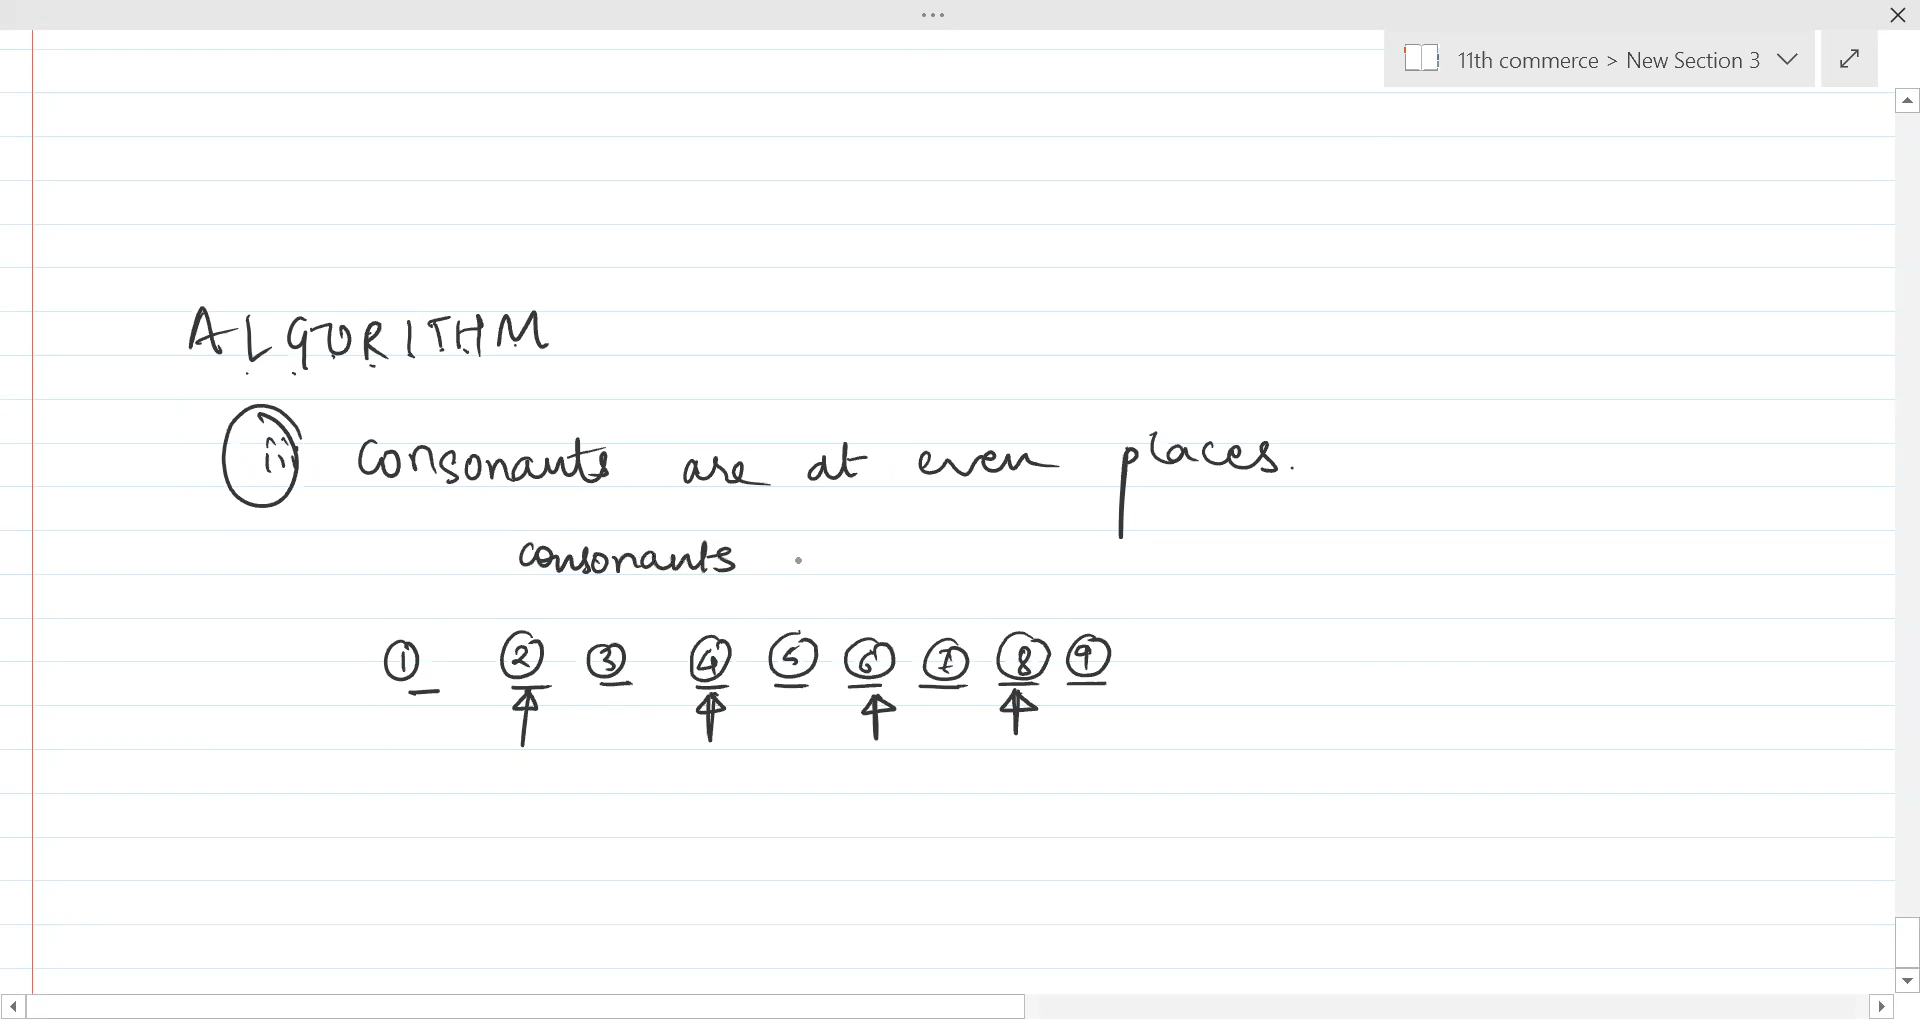 11th commerce > New Section 3
ALGORITHM
iii consonants are at even places.
consonants
1 2 3 4 5 6 7 8 9